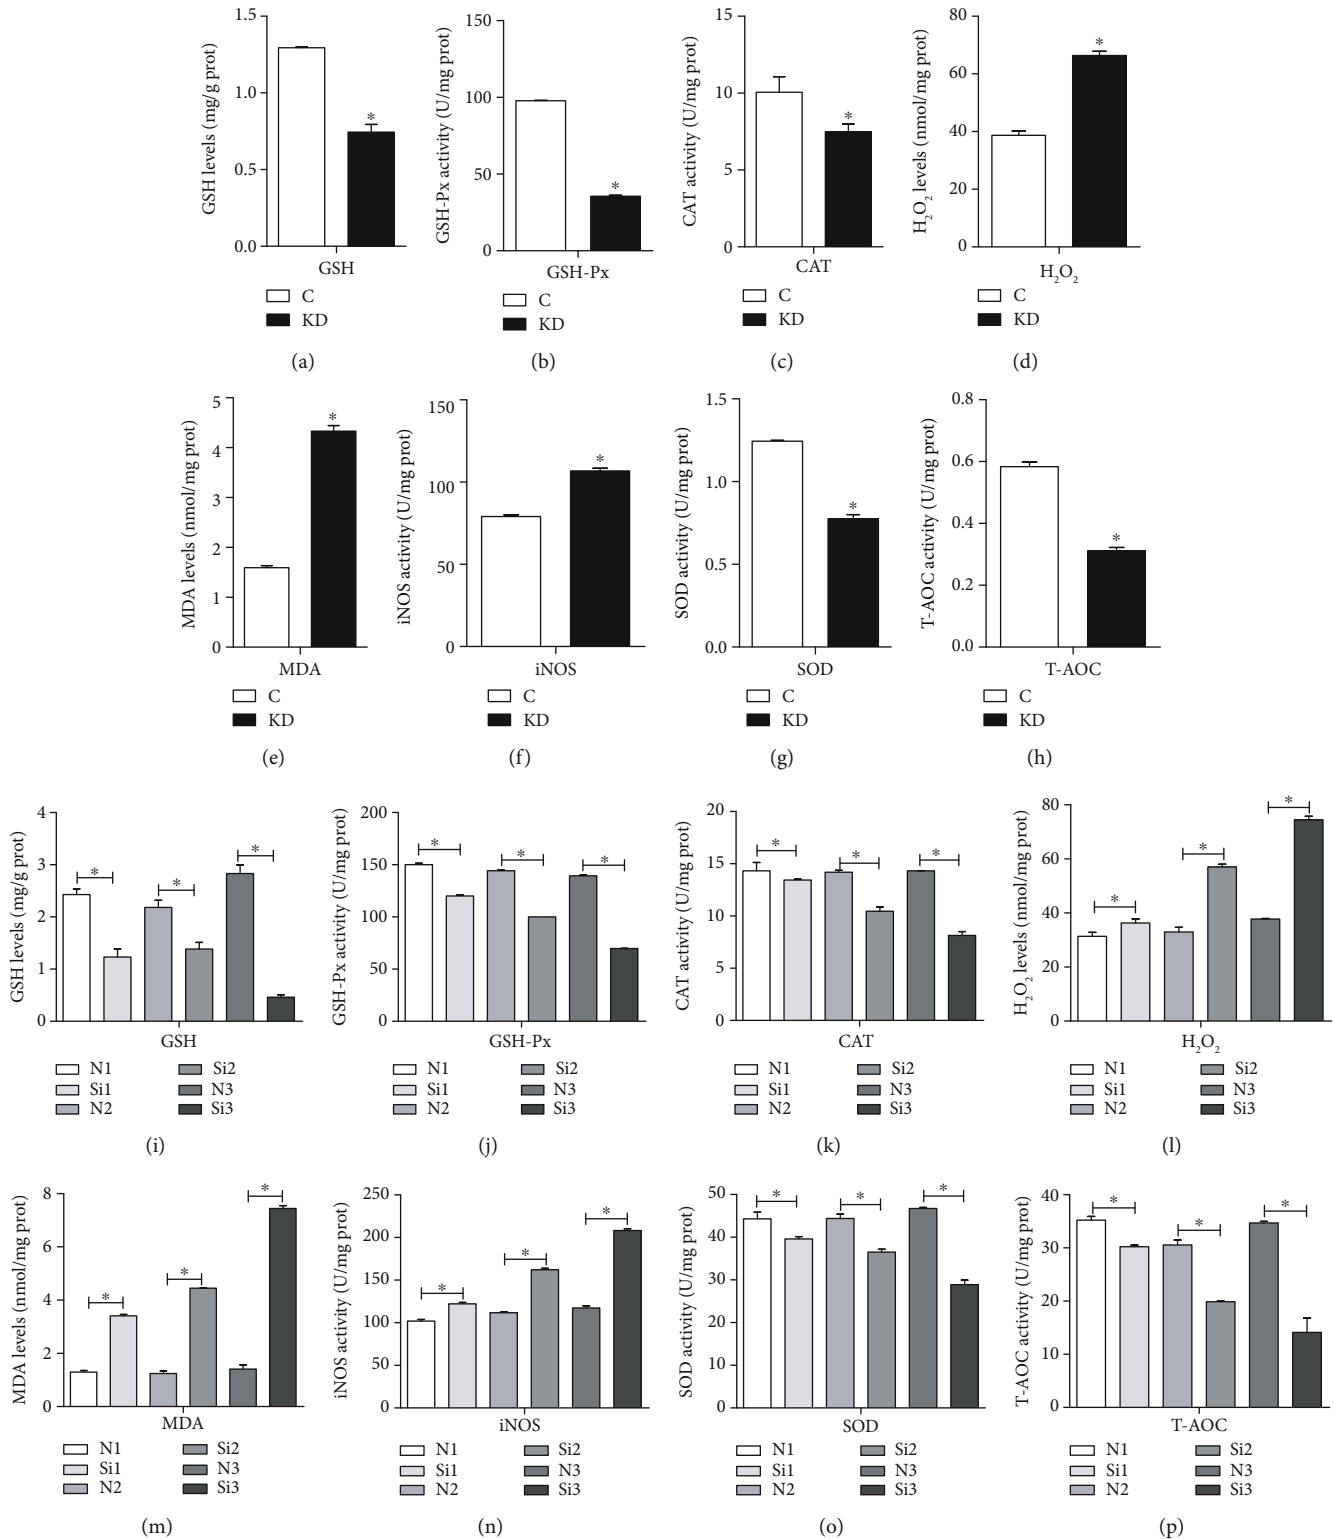 GSH levels (mg/g prot)
1.5
1.0
0.5
0.0
*
GSH
C
KD
(a)
GSH-Px activity (U/mg prot)
150
100
50
0
*
GSH-Px
C
KD
(b)
CAT activity (U/mg prot)
15
10
5
0
*
CAT
C
KD
(c)
H₂O₂ levels (nmol/mg prot)
80
60
40
20
0
*
H₂O₂
C
KD
(d)
MDA levels (nmol/mg prot)
5
4
3
2
1
0
*
MDA
C
KD
(e)
iNOS activity (U/mg prot)
150
100
50
0
*
iNOS
C
KD
(f)
SOD activity (U/mg prot)
1.5
1.0
0.5
0.0
*
SOD
C
KD
(g)
T-AOC activity (U/mg prot)
0.8
0.6
0.4
0.2
0.0
*
T-AOC
C
KD
(h)
GSH levels (mg/g prot)
4
3
2
1
0
* * *
GSH
N1 Si2
Si1 N3
N2 Si3
(i)
GSH-Px activity (U/mg prot)
200
150
100
50
0
* * *
GSH-Px
N1 Si2
Si1 N3
N2 Si3
(j)
CAT activity (U/mg prot)
20
15
10
5
0
* * *
CAT
N1 Si2
Si1 N3
N2 Si3
(k)
H₂O₂ levels (nmol/mg prot)
80
60
40
20
0
* * *
H₂O₂
N1 Si2
Si1 N3
N2 Si3
(l)
MDA levels (nmol/mg prot)
8
6
4
2
0
* * *
MDA
N1 Si2
Si1 N3
N2 Si3
(m)
iNOS activity (U/mg prot)
250
200
150
100
50
0
* * *
iNOS
N1 Si2
Si1 N3
N2 Si3
(n)
SOD activity (U/mg prot)
50
40
30
20
10
0
* * *
SOD
N1 Si2
Si1 N3
N2 Si3
(o)
T-AOC activity (U/mg prot)
40
30
20
10
0
* * *
T-AOC
N1 Si2
Si1 N3
N2 Si3
(p)